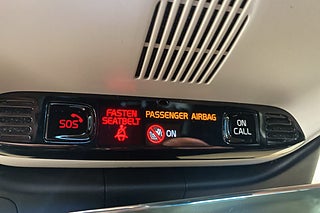 SOS
FASTEN
SEATBELT
PASSENGER AIRBAG
ON
ON
CALL